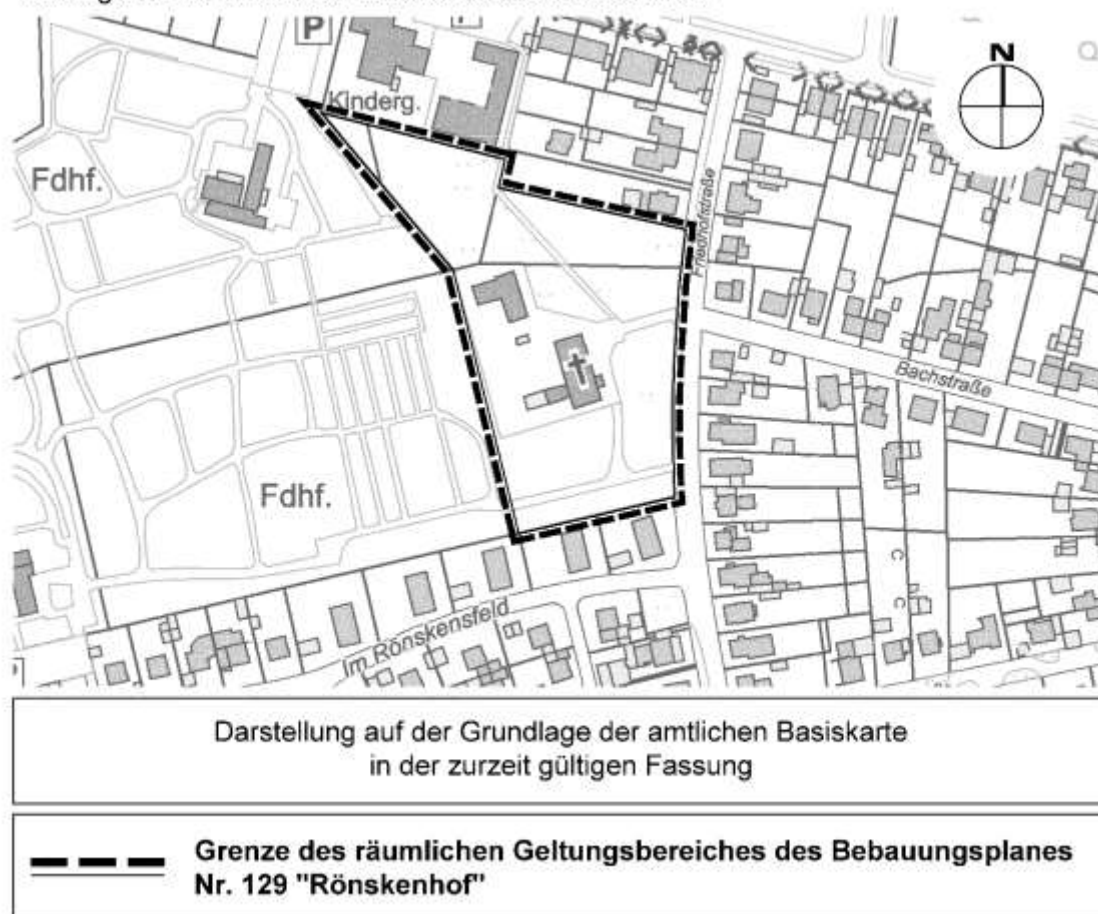 P
N
Kinderg.
Fdhf.
Friedhofstraße
Bachstraße
Fdhf.
Im Rönskensfeld
C
C
Darstellung auf der Grundlage der amtlichen Basiskarte
in der zurzeit gültigen Fassung
Grenze des räumlichen Geltungsbereiches des Bebauungsplanes
Nr. 129 "Rönskenhof"